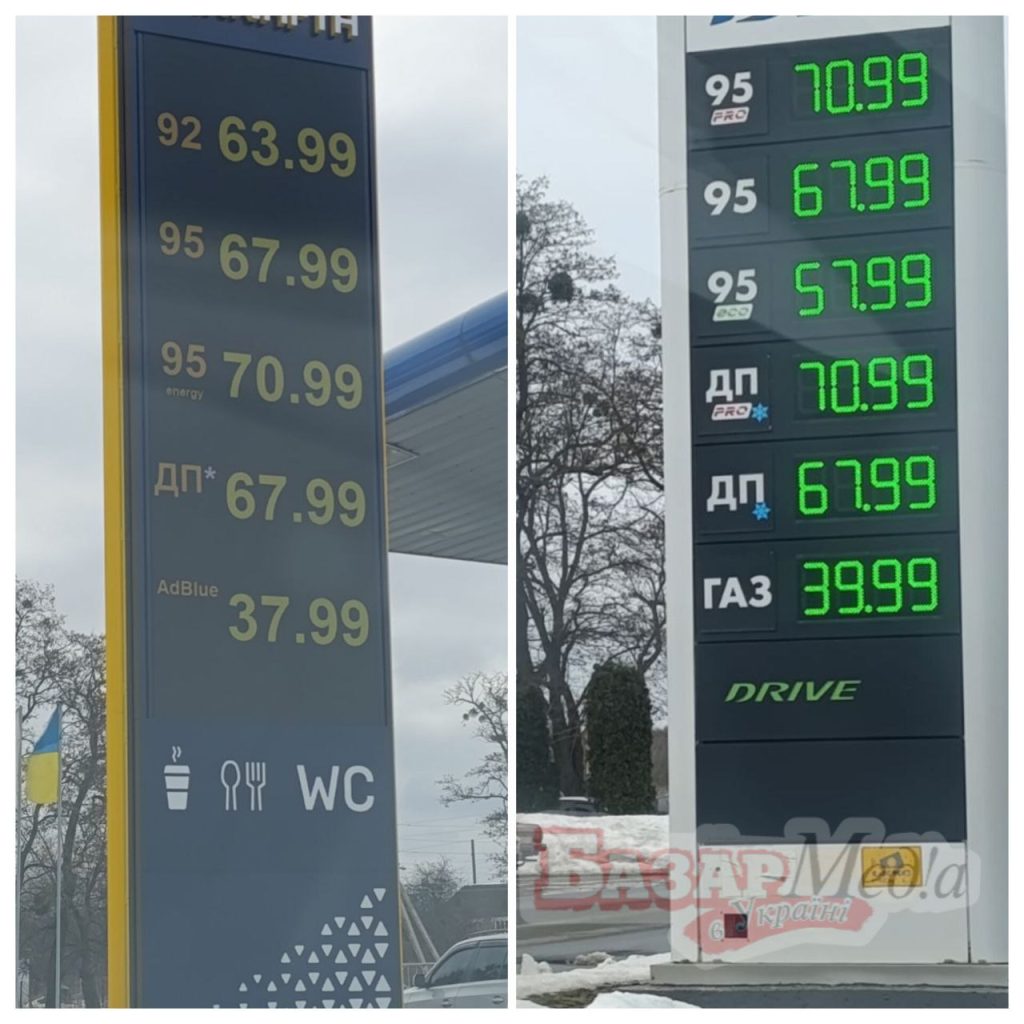 92 63.99
95 67.99
95 70.99
energy
ДП* 67.99
AdBlue 37.99
WC
95 70.99
PRO
95 67.99
95 57.99
eco
ДП 70.99
PRO
ДП 67.99
ГАЗ 39.99
DRIVE
БАЗАРМед!а
в Україні